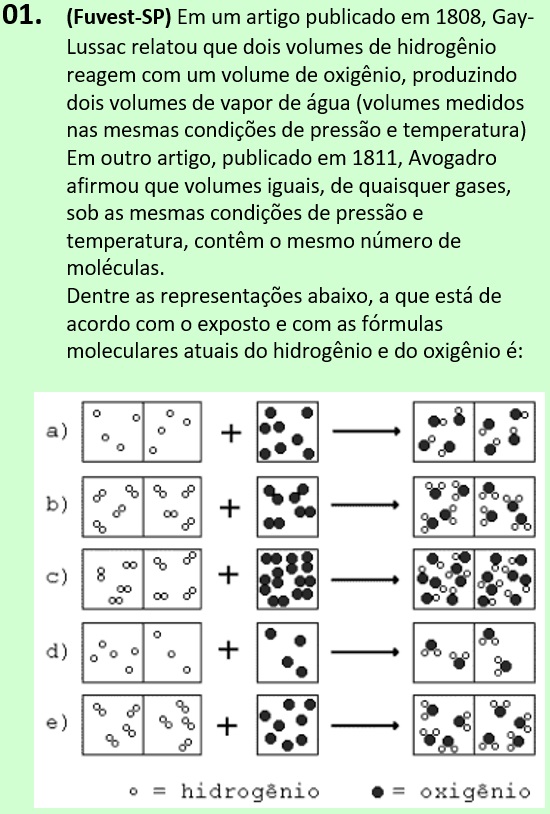 01. (Fuvest-SP) Em um artigo publicado em 1808, Gay-
Lussac relatou que dois volumes de hidrogênio
reagem com um volume de oxigênio, produzindo
dois volumes de vapor de água (volumes medidos
nas mesmas condições de pressão e temperatura)
Em outro artigo, publicado em 1811, Avogadro
afirmou que volumes iguais, de quaisquer gases,
sob as mesmas condições de pressão e
temperatura, contêm o mesmo número de
moléculas.
Dentre as representações abaixo, a que está de
acordo com o exposto e com as fórmulas
moleculares atuais do hidrogênio e do oxigênio é:
a) +
b) +
c) +
d) +
e) +
= hidrogênio = oxigênio